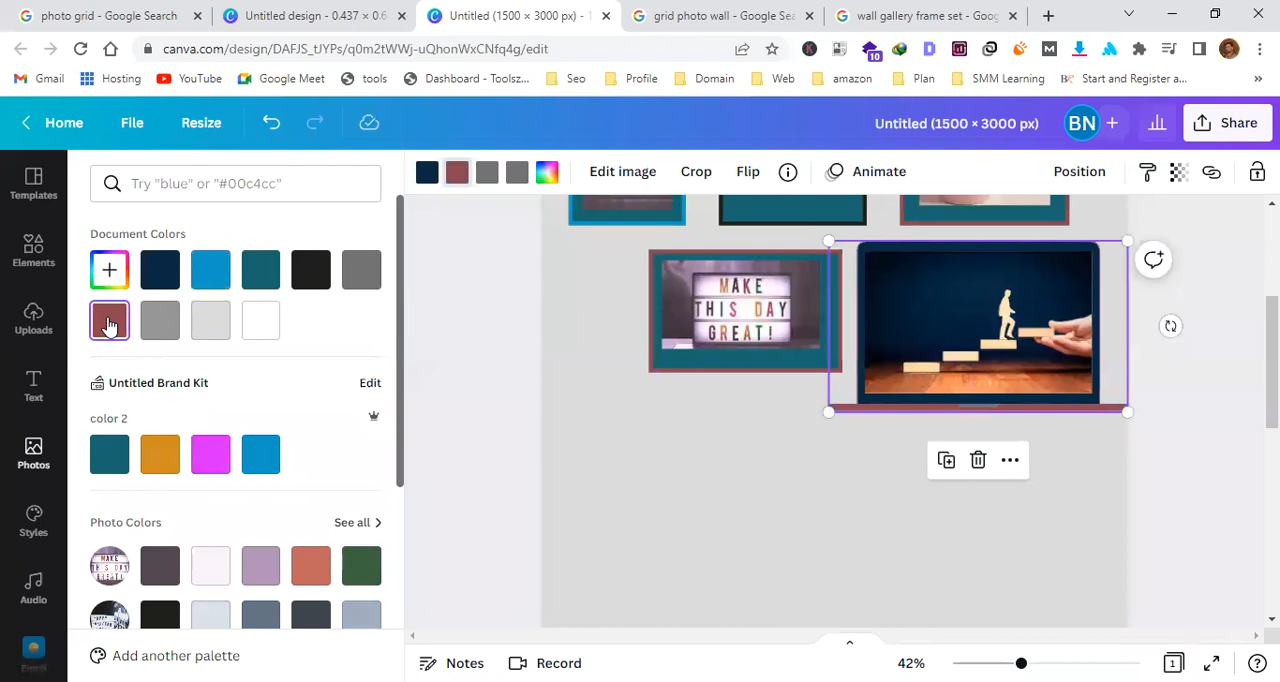 photo grid - Google Search
Untitled design - 0.437 × 0.6
Untitled (1500 × 3000 px) - 1
grid photo wall - Google Sea
wall gallery frame set - Goog
canva.com/design/DAFJS_tJYPs/q0m2tWWj-uQhonWxCNfq4g/edit
10
Gmail
Hosting
YouTube
Google Meet
tools
Dashboard - Toolsz...
Seo
Profile
Domain
Web
amazon
Plan
SMM Learning
Start and Register a...
Home
File
Resize
Untitled (1500 × 3000 px)
BN
Share
Try "blue" or "#00c4cc"
Edit image
Crop
Flip
Animate
Position
Templates
Elements
Uploads
Text
Photos
Styles
Audio
Document Colors
Untitled Brand Kit
Edit
color 2
Photo Colors
See all
Add another palette
MAKE
THIS DAY
GREAT!
Notes
Record
42%
1